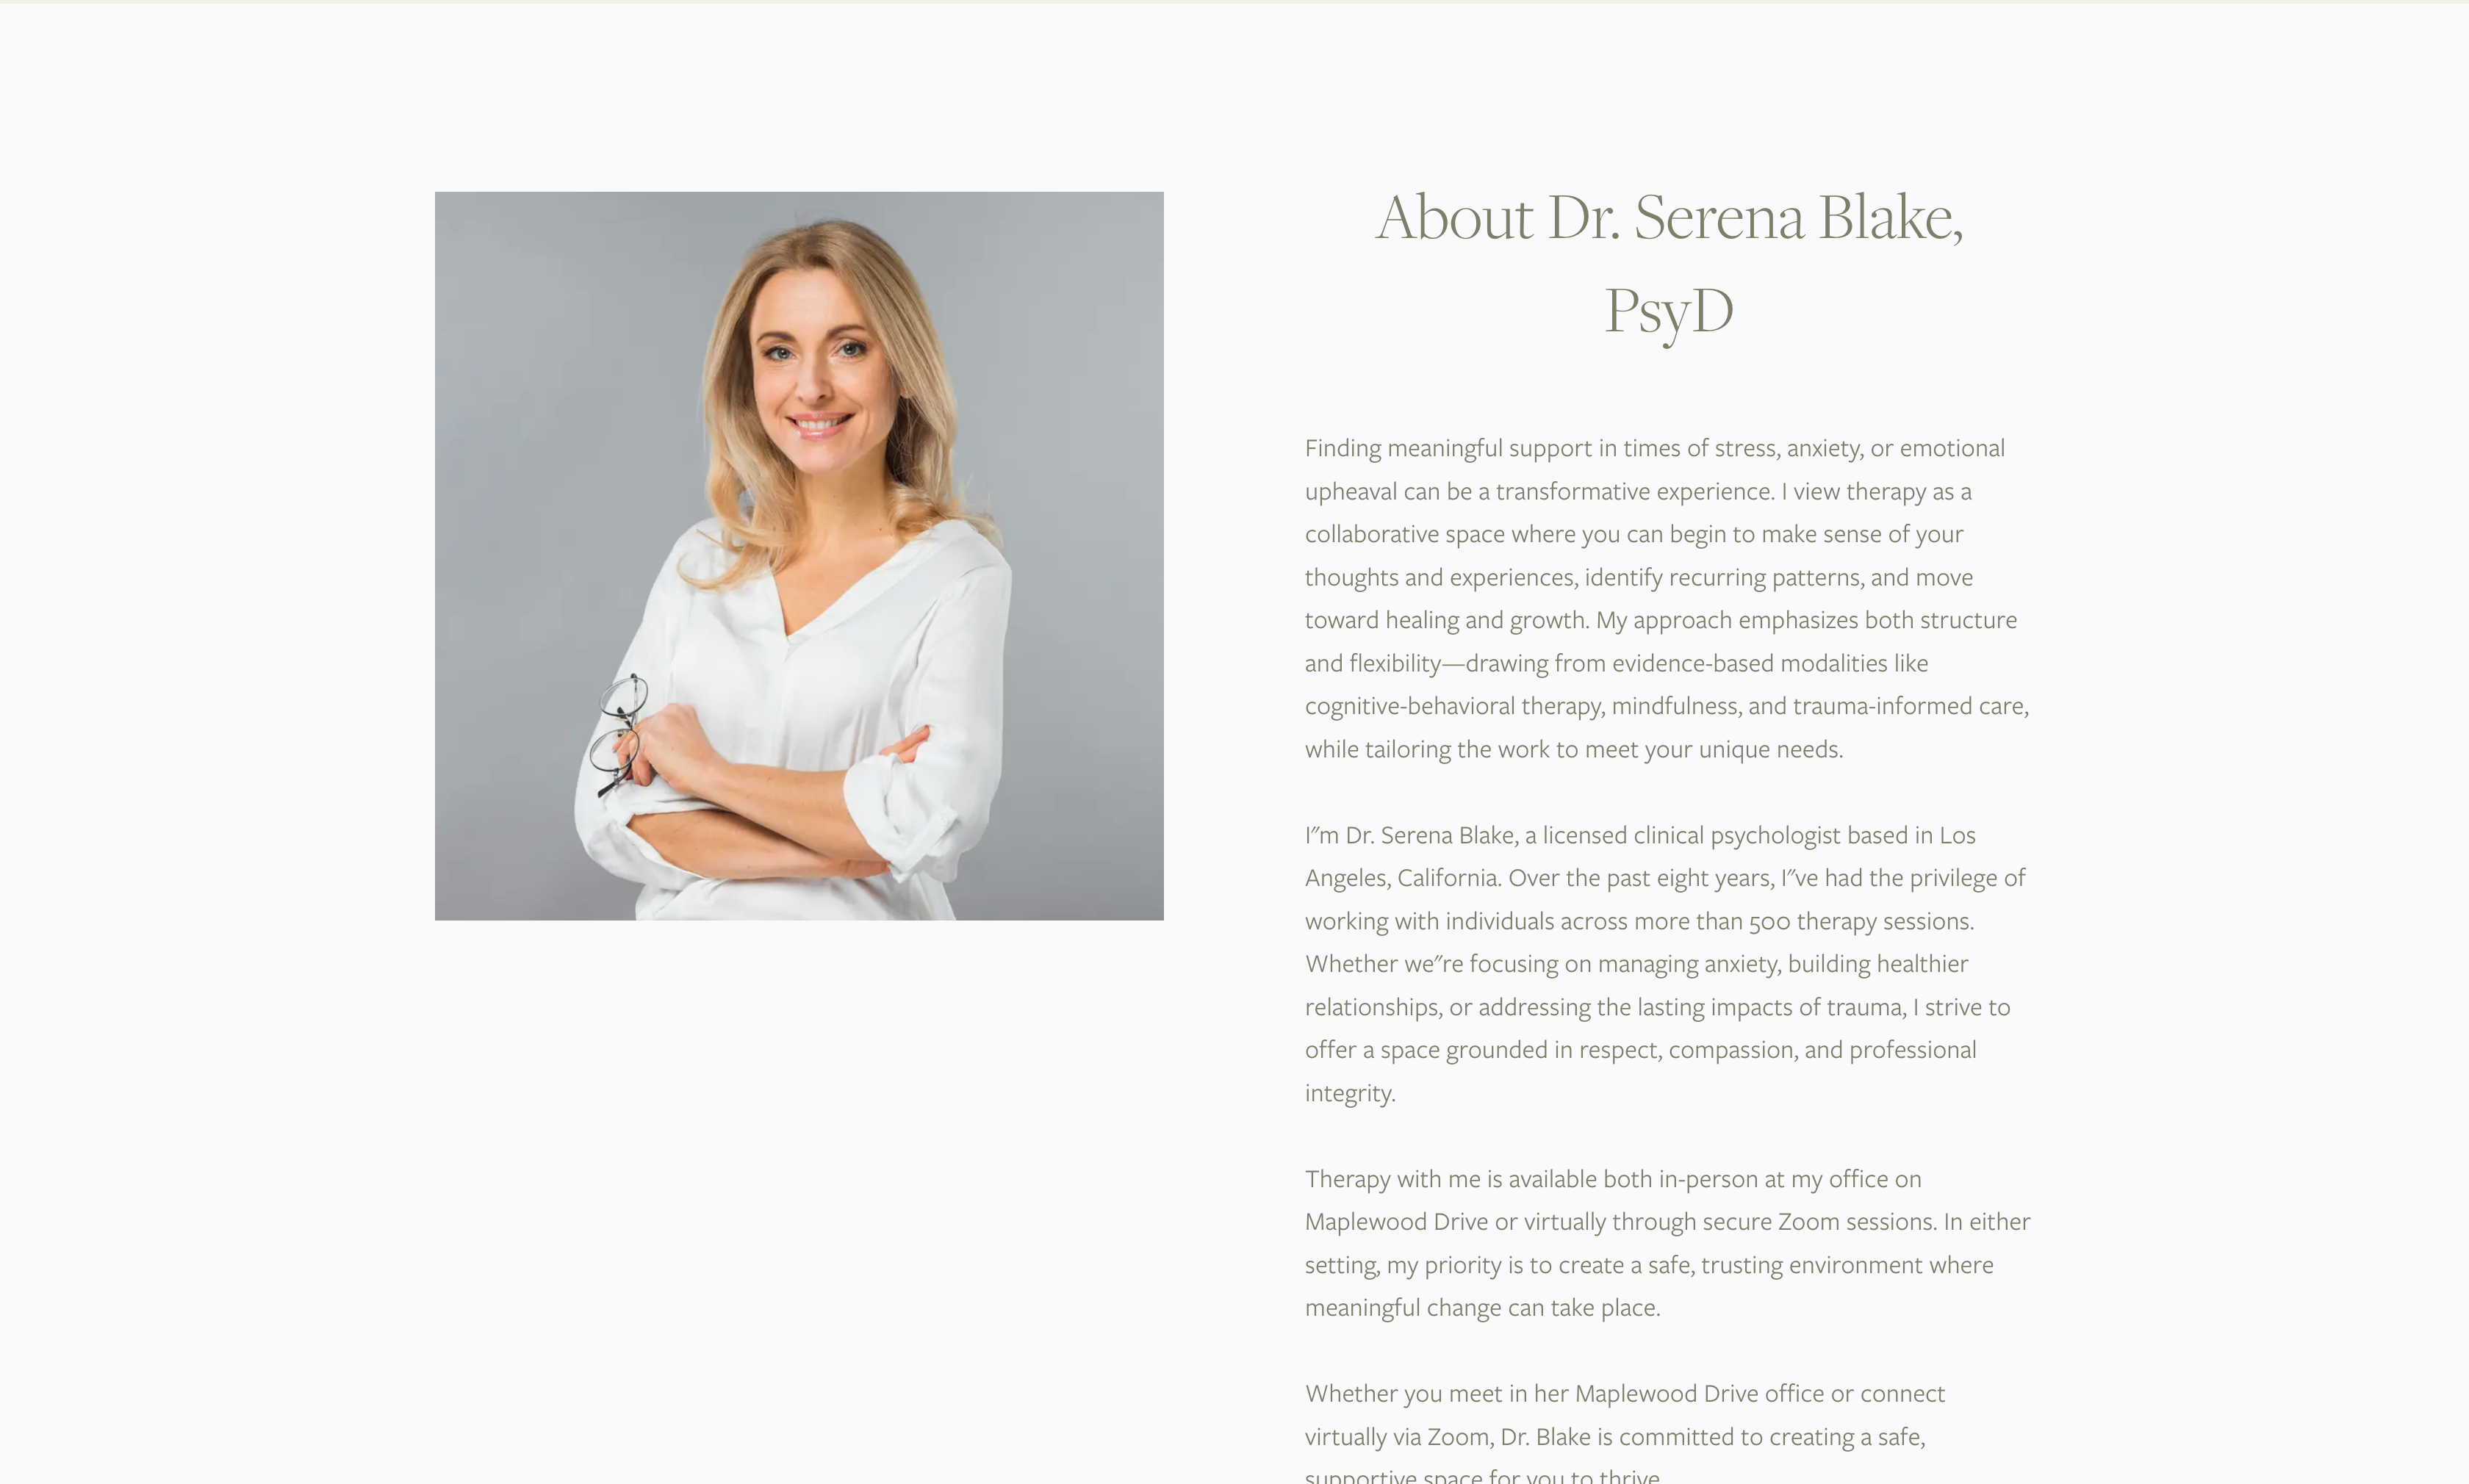 About Dr. Serena Blake,
PsyD
Finding meaningful support in times of stress, anxiety, or emotional
upheaval can be a transformative experience. I view therapy as a
collaborative space where you can begin to make sense of your
thoughts and experiences, identify recurring patterns, and move
toward healing and growth. My approach emphasizes both structure
and flexibility—drawing from evidence-based modalities like
cognitive-behavioral therapy, mindfulness, and trauma-informed care,
while tailoring the work to meet your unique needs.
I"m Dr. Serena Blake, a licensed clinical psychologist based in Los
Angeles, California. Over the past eight years, I"ve had the privilege of
working with individuals across more than 500 therapy sessions.
Whether we"re focusing on managing anxiety, building healthier
relationships, or addressing the lasting impacts of trauma, I strive to
offer a space grounded in respect, compassion, and professional
integrity.
Therapy with me is available both in-person at my office on
Maplewood Drive or virtually through secure Zoom sessions. In either
setting, my priority is to create a safe, trusting environment where
meaningful change can take place.
Whether you meet in her Maplewood Drive office or connect
virtually via Zoom, Dr. Blake is committed to creating a safe,
supportive space for you to thrive.